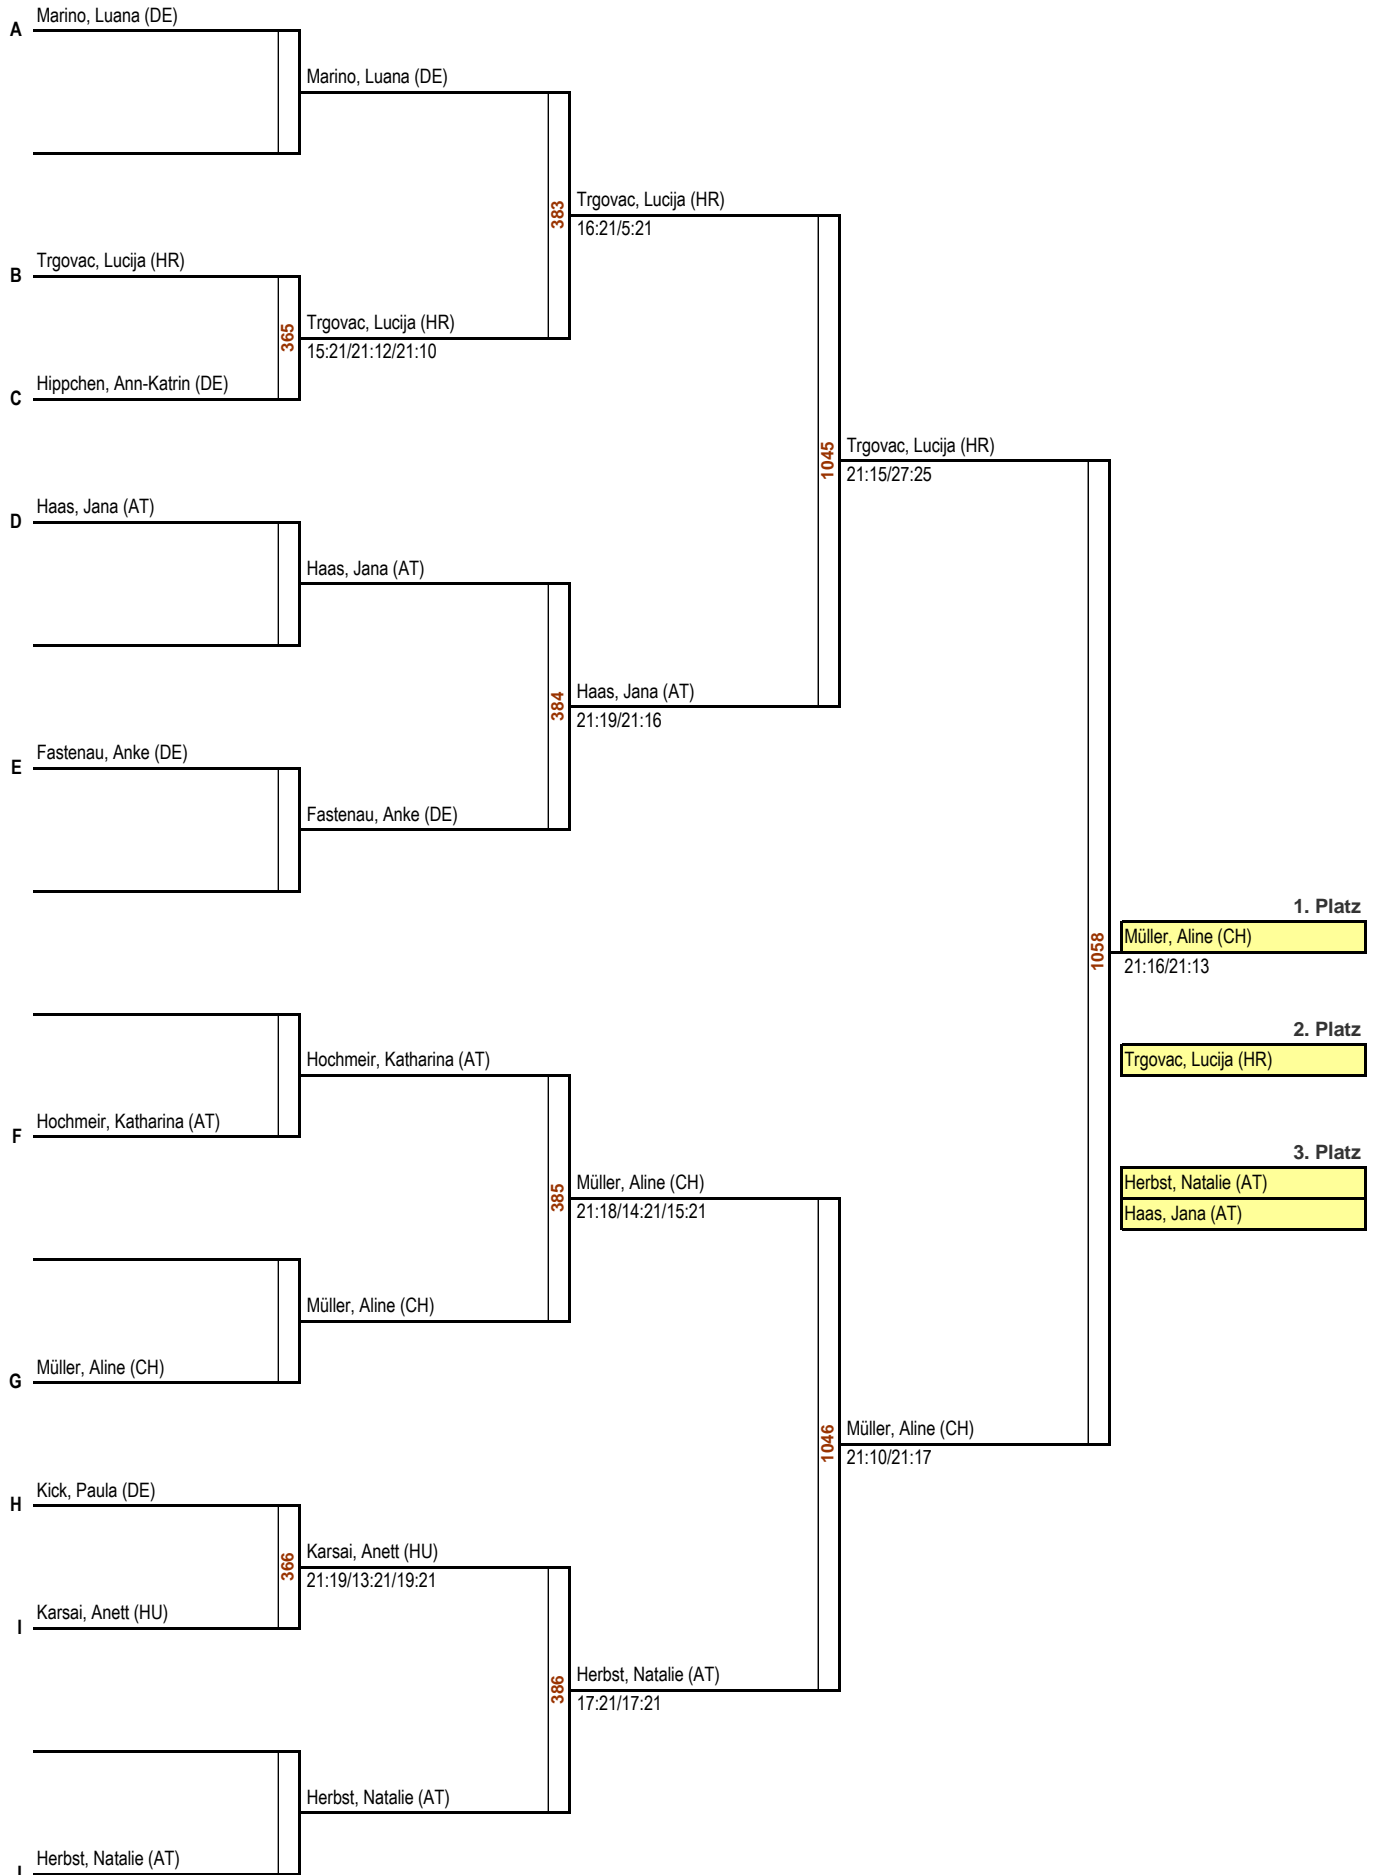 Marino, Luana (DE)
A
Marino, Luana (DE)
383
Trgovac, Lucija (HR)
16:21/5:21
Trgovac, Lucija (HR)
B
365
Trgovac, Lucija (HR)
15:21/21:12/21:10
Hippchen, Ann-Katrin (DE)
C
1045
Trgovac, Lucija (HR)
21:15/27:25
Haas, Jana (AT)
D
Haas, Jana (AT)
384
Haas, Jana (AT)
21:19/21:16
Fastenau, Anke (DE)
E
Fastenau, Anke (DE)
1. Platz
1058
Müller, Aline (CH)
21:16/21:13
2. Platz
Trgovac, Lucija (HR)
Hochmeir, Katharina (AT)
Hochmeir, Katharina (AT)
F
3. Platz
Herbst, Natalie (AT)
Haas, Jana (AT)
385
Müller, Aline (CH)
21:18/14:21/15:21
Müller, Aline (CH)
Müller, Aline (CH)
G
1046
Müller, Aline (CH)
21:10/21:17
Kick, Paula (DE)
H
366
Karsai, Anett (HU)
21:19/13:21/19:21
Karsai, Anett (HU)
I
386
Herbst, Natalie (AT)
17:21/17:21
Herbst, Natalie (AT)
Herbst, Natalie (AT)